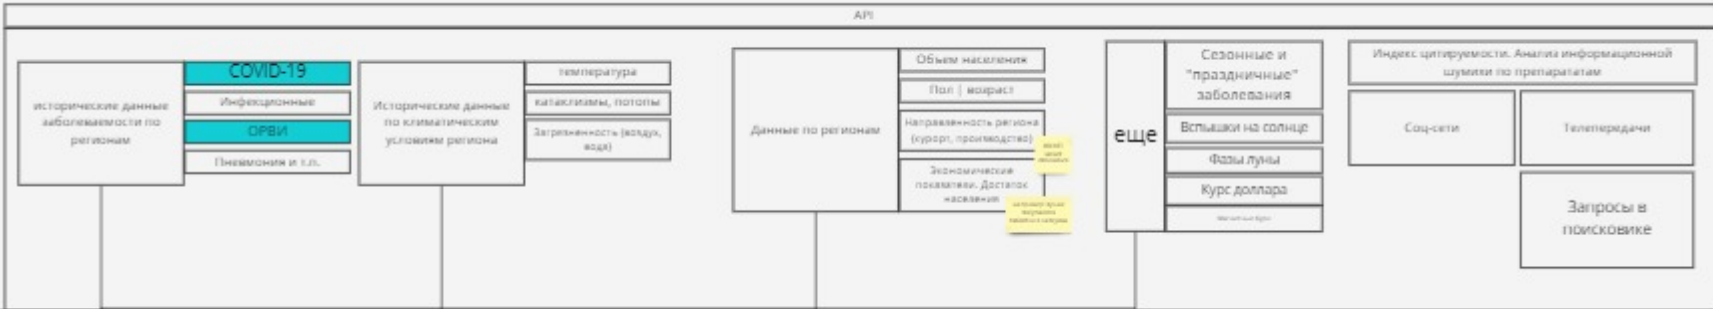 API
исторические данные
заболеваемости по
регионам
COVID-19
Инфекционные
ОРВИ
Пневмония и т.п.
Исторические данные
по климатическим
условиям региона
температура
катаклизмы, потопы
Загрязненность (воздух,
вода)
Данные по регионам
Объем населения
Пол | возраст
Направленность региона
(курорт, производство)
Экономические
показатели. Достаток
населения
еще
Сезонные и
"праздничные"
заболевания
Вспышки на солнце
Фазы луны
Курс доллара
Индекс цитируемости. Анализ информационной
шумихи по препаратам
Соц-сети
Телепередачи
Запросы в
поисковике